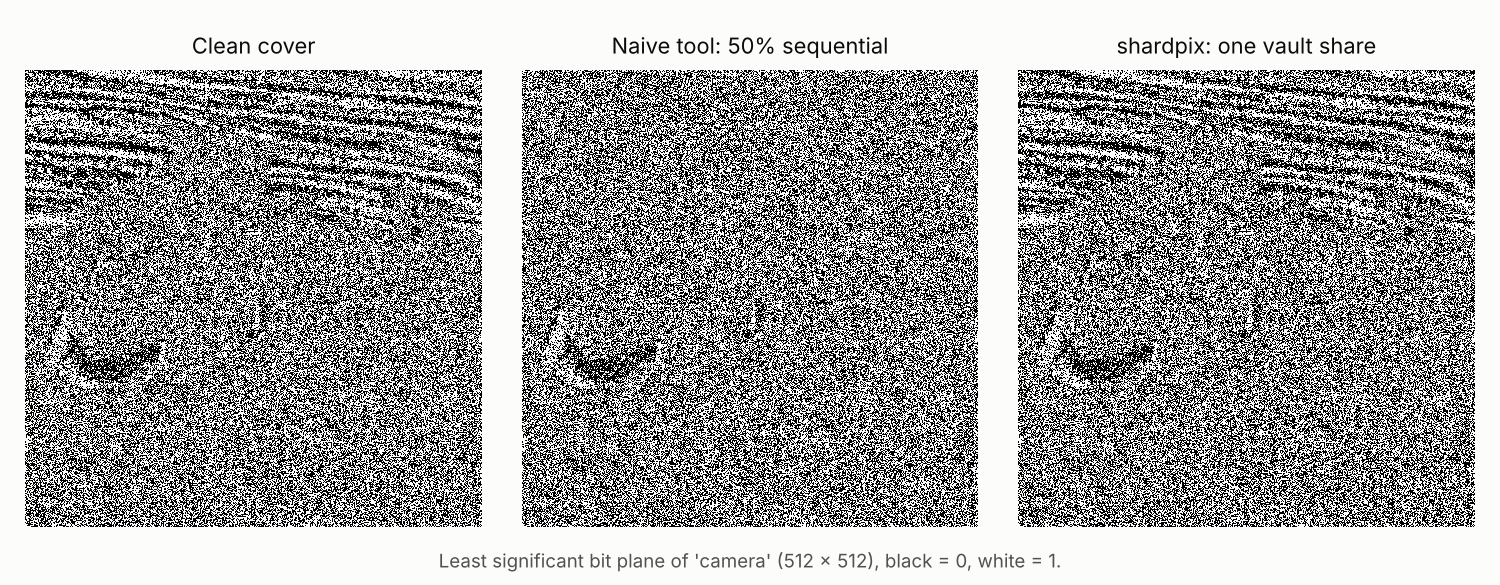 Clean cover
Naive tool: 50% sequential
shardpix: one vault share
Least significant bit plane of 'camera' (512 × 512), black = 0, white = 1.